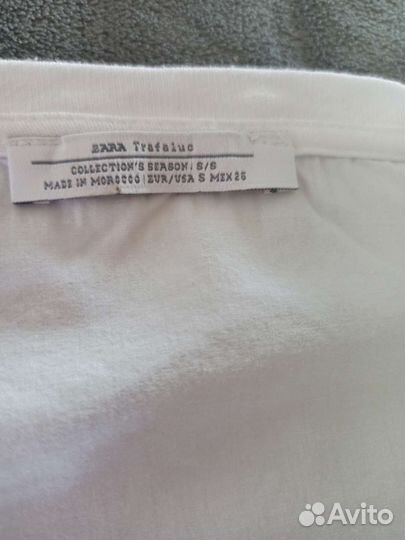 ZARA Trafaluc
COLLECTION'S SEASON: S/S
MADE IN MOROCCO | EUR/USA S MEX 26
Avito